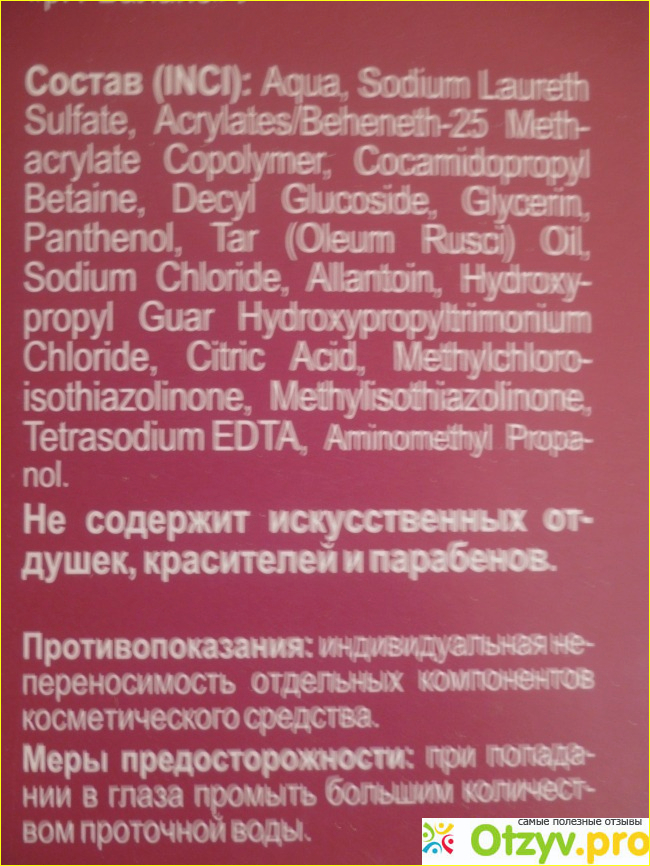 Состав (INCI): Aqua, Sodium Laureth
Sulfate, Acrylates/Beheneth-25 Meth-
acrylate Copolymer, Cocamidopropyl
Betaine, Decyl Glucoside, Glycerin,
Panthenol, Tar (Oleum Rusci) Oil,
Sodium Chloride, Allantoin, Hydroxy-
propyl Guar Hydroxypropyltrimonium
Chloride, Citric Acid, Methylchloro-
isothiazolinone, Methylisothiazolinone,
Tetrasodium EDTA, Aminomethyl Propa-
nol.
Не содержит искусственных от-
душек, красителей и парабенов.
Противопоказания: индивидуальная не-
переносимость отдельных компонентов
косметического средства.
Меры предосторожности: при попада-
нии в глаза промыть большим количест-
вом проточной воды.
самые полезные отзывы
Otzyv.pro